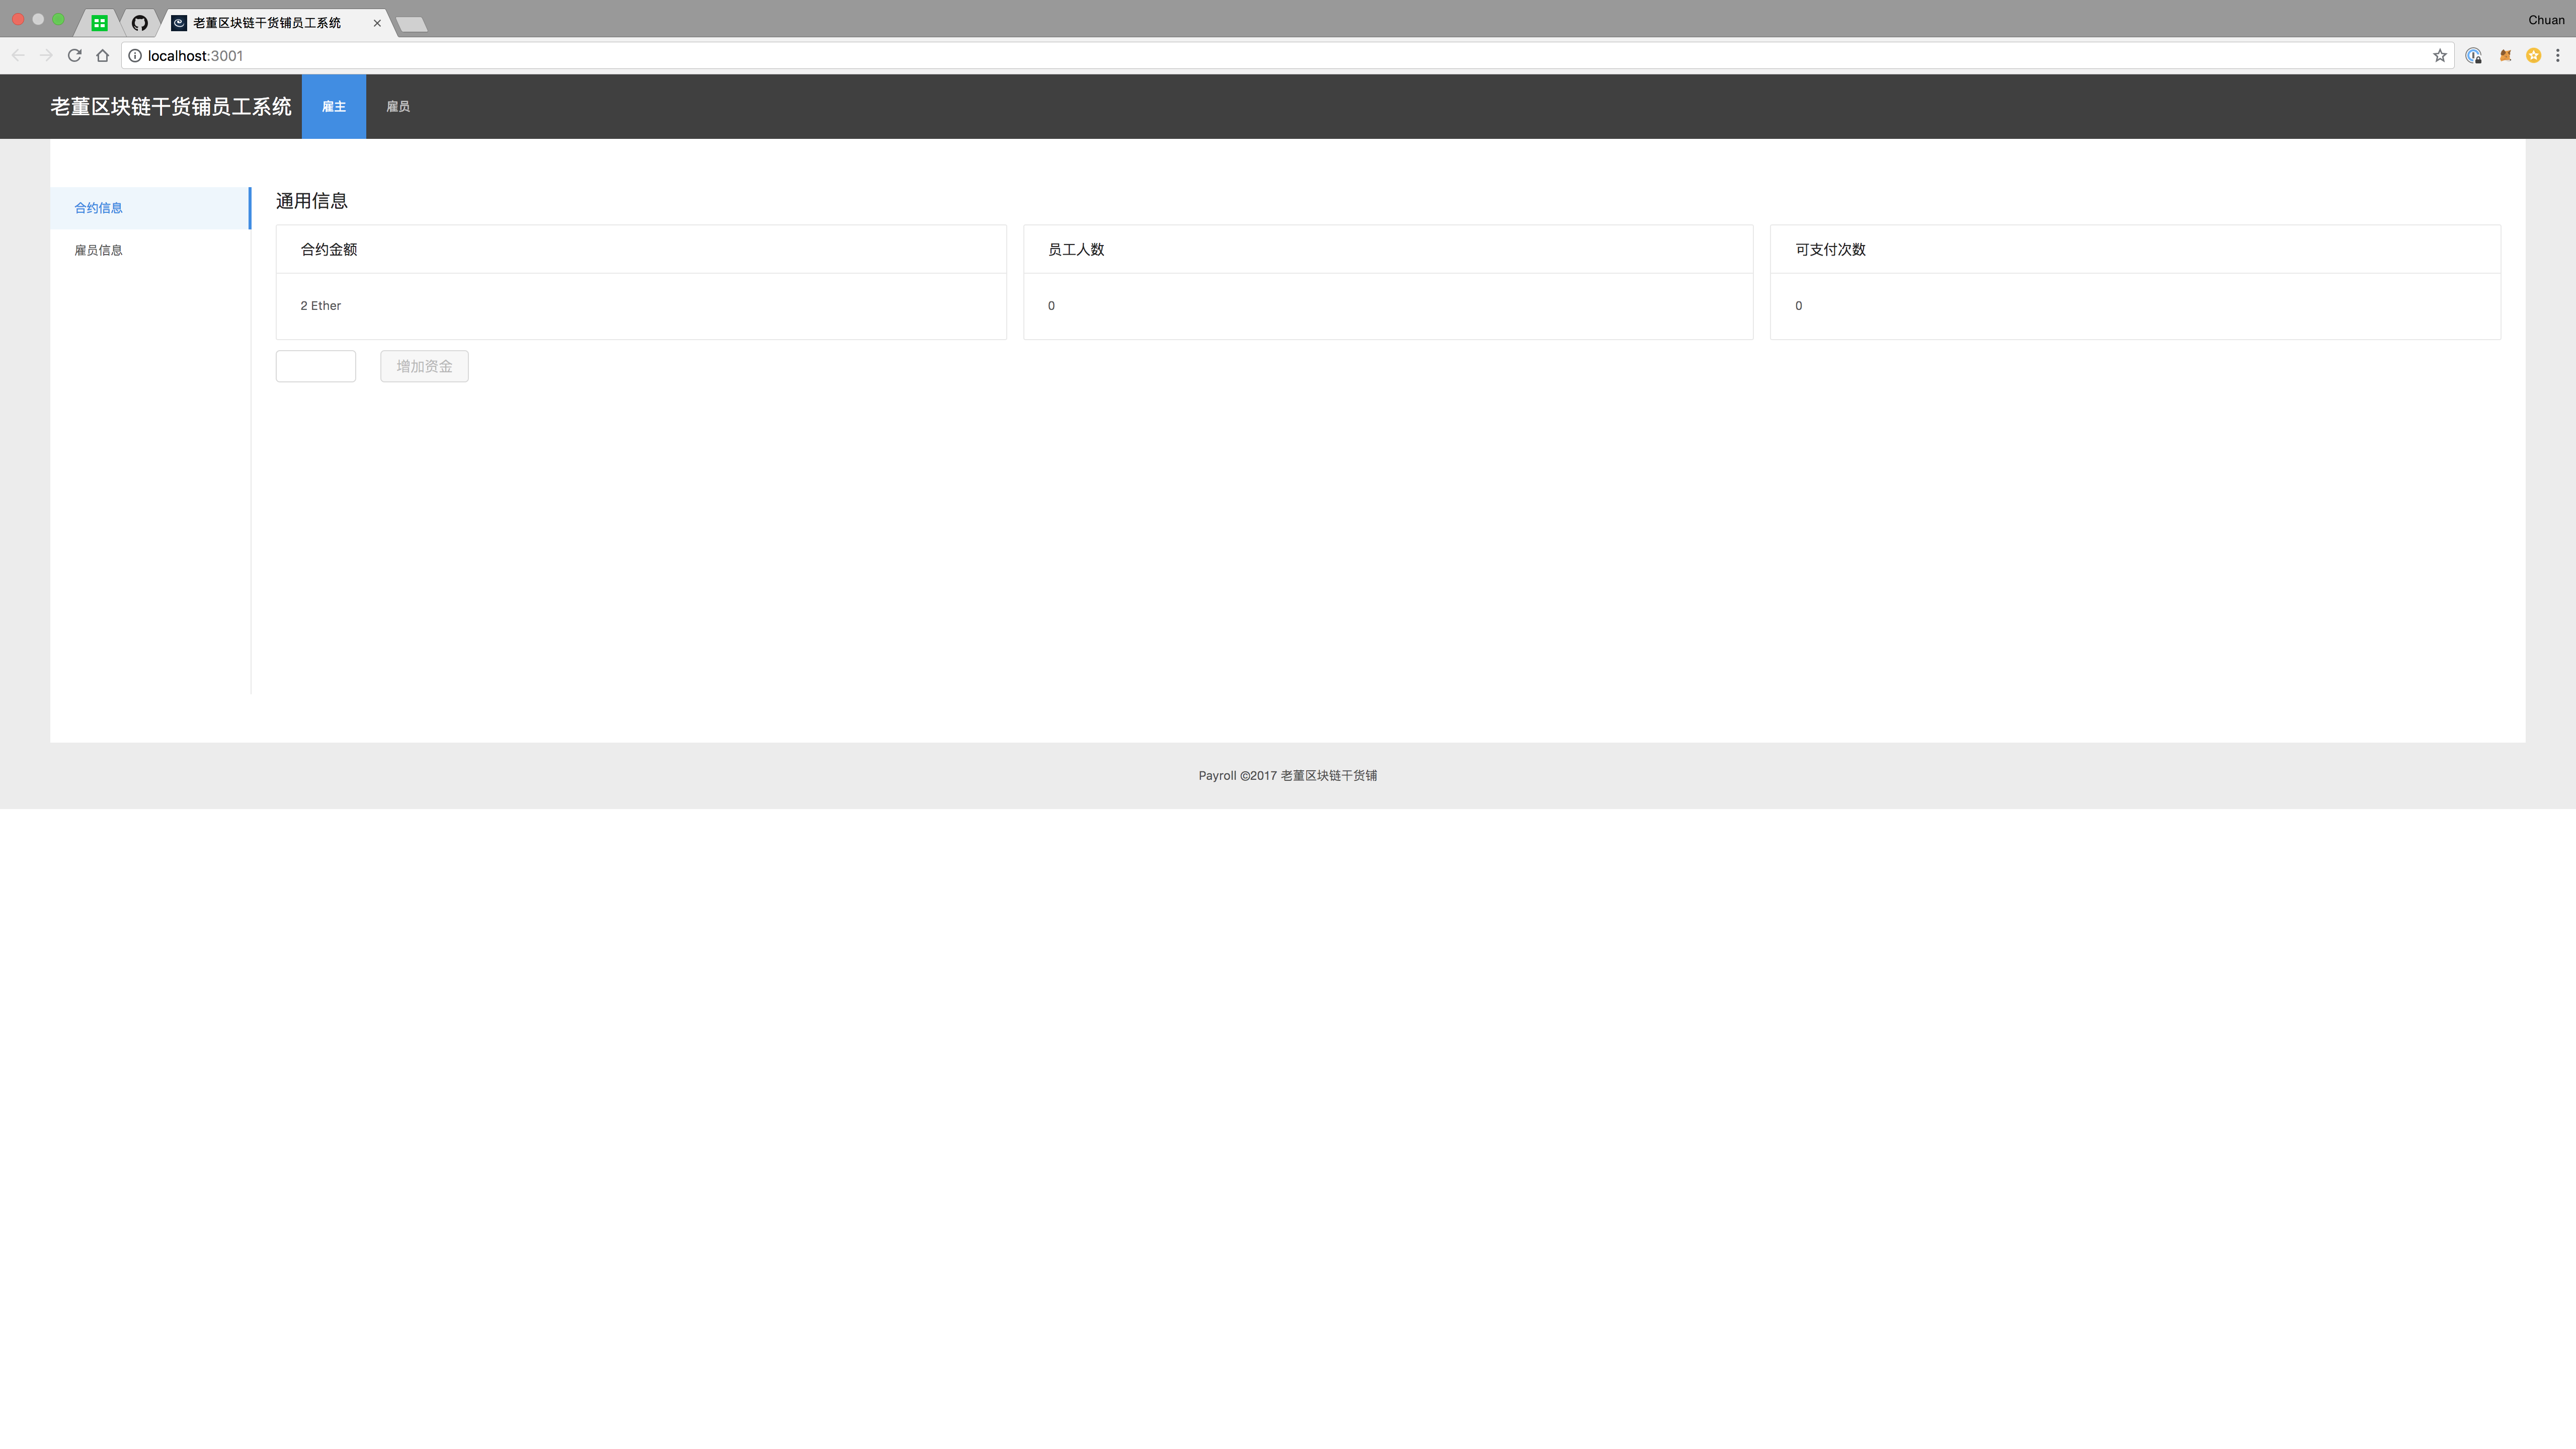 Chuan
老董区块链干货铺员工系统
localhost:3001
老董区块链干货铺员工系统 雇主 雇员
合约信息
雇员信息
通用信息
合约金额 员工人数 可支付次数
2 Ether 0 0
增加资金
Payroll ©2017 老董区块链干货铺